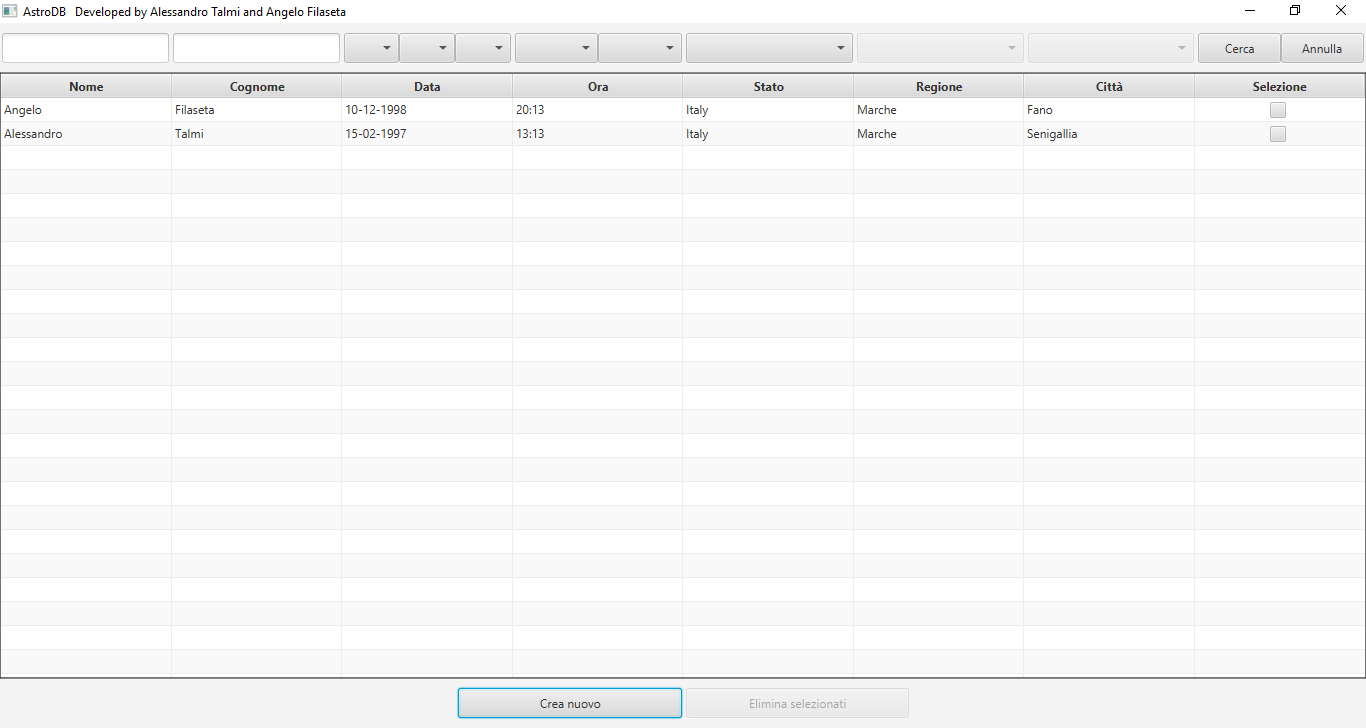 AstroDB   Developed by Alessandro Talmi and Angelo Filaseta
Cerca Annulla
Nome Cognome Data Ora Stato Regione Città Selezione
Angelo Filaseta 10-12-1998 20:13 Italy Marche Fano
Alessandro Talmi 15-02-1997 13:13 Italy Marche Senigallia
Crea nuovo Elimina selezionati